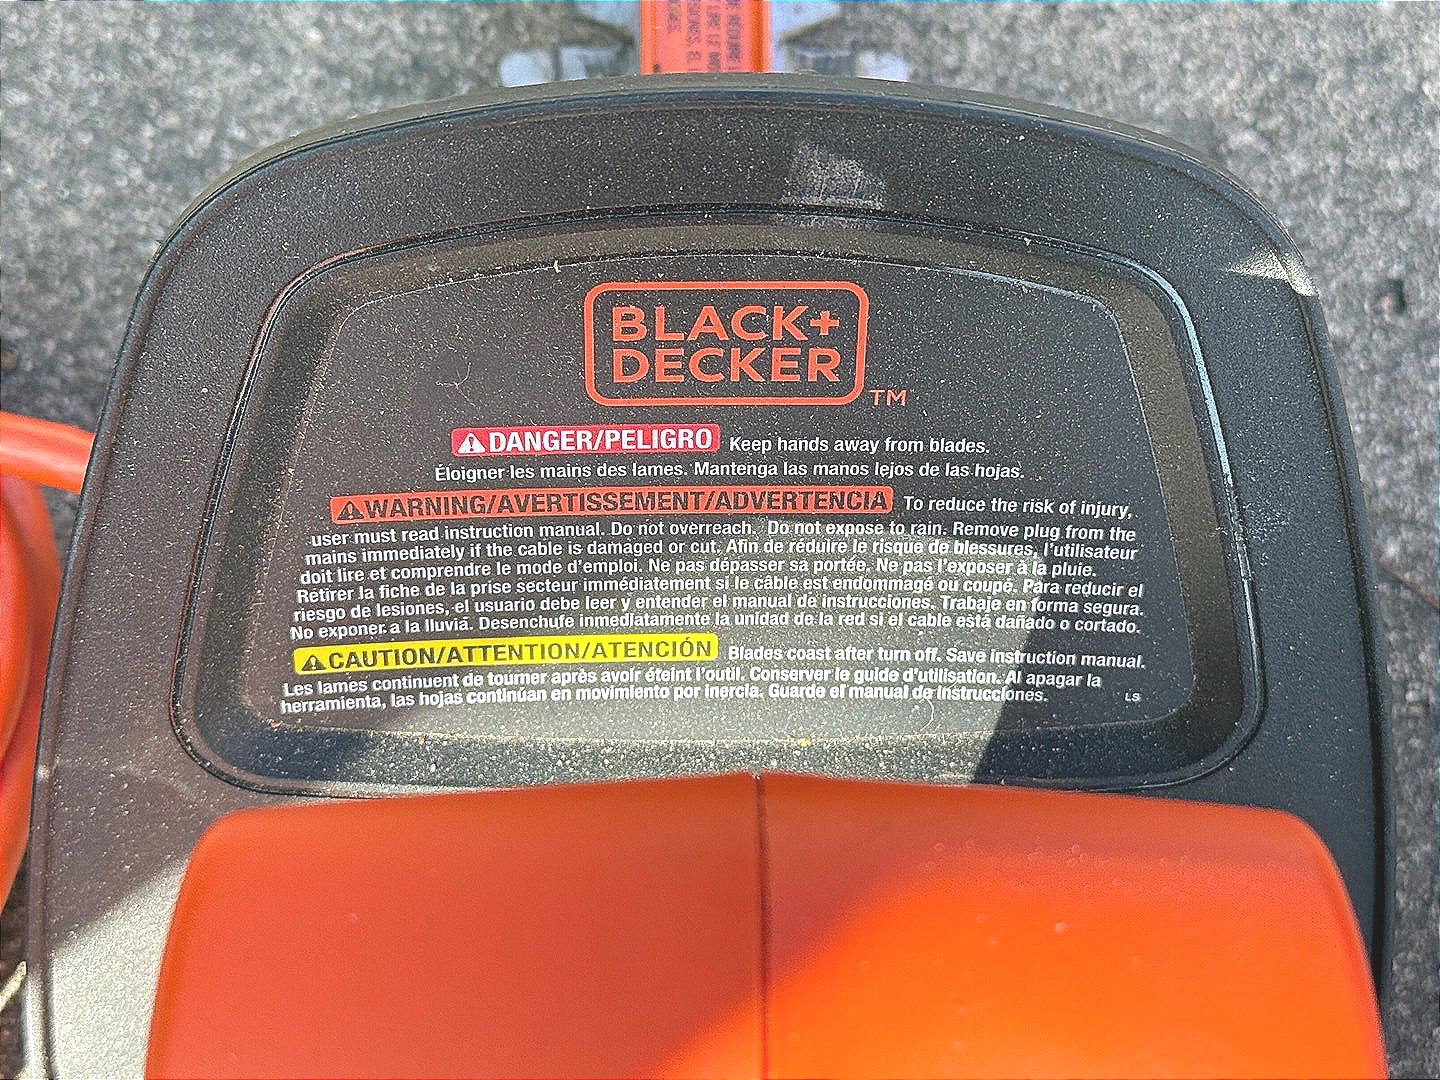 BLACK+
DECKER
TM
DANGER/PELIGRO Keep hands away from blades.
Éloigner les mains des lames. Mantenga las manos lejos de las hojas.
WARNING/AVERTISSEMENT/ADVERTENCIA To reduce the risk of injury,
user must read instruction manual. Do not overreach. Do not expose to rain. Remove plug from the
mains immediately if the cable is damaged or cut. Afin de réduire le risque de blessures, l'utilisateur
doit lire et comprendre le mode d'emploi. Ne pas dépasser sa portée. Ne pas l'exposer à la pluie.
Retirer la fiche de la prise secteur immédiatement si le câble est endommagé ou coupé. Para reducir el
riesgo de lesiones, el usuario debe leer y entender el manual de instrucciones. Trabaje en forma segura.
No exponer a la lluvia. Desenchufe inmediatamente la unidad de la red si el cable está dañado o cortado.
CAUTION/ATTENTION/ATENCIÓN Blades coast after turn off. Save instruction manual.
Les lames continuent de tourner après avoir éteint l'outil. Conserver le guide d'utilisation. Al apagar la
herramienta, las hojas continúan en movimiento por inercia. Guarde el manual de instrucciones.
LS